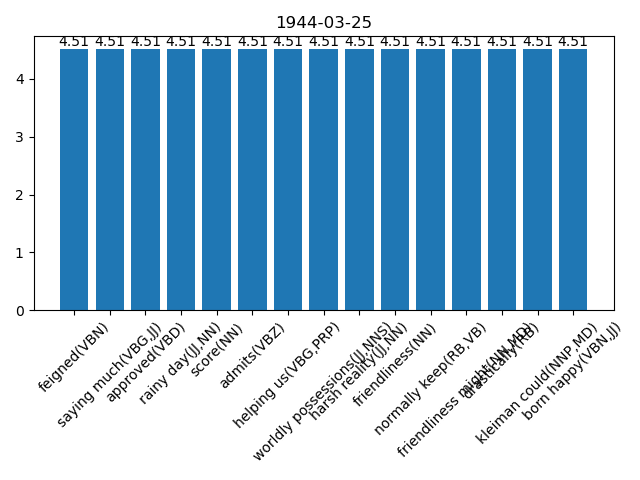 1944-03-25
4.51 4.51 4.51 4.51 4.51 4.51 4.51 4.51 4.51 4.51 4.51 4.51 4.51 4.51 4.51
4
3
2
1
0
feigned(VBN)
saying much(VBG,JJ)
approved(VBD)
rainy day(JJ,NN)
score(NN)
admits(VBZ)
helping us(VBG,PRP)
worldly possessions(JJ,NNS)
harsh reality(JJ,NN)
friendliness(NN)
normally keep(RB,VB)
friendliness might(NN,MD)
drastically(RB)
kleiman could(NNP,MD)
born happy(VBN,JJ)